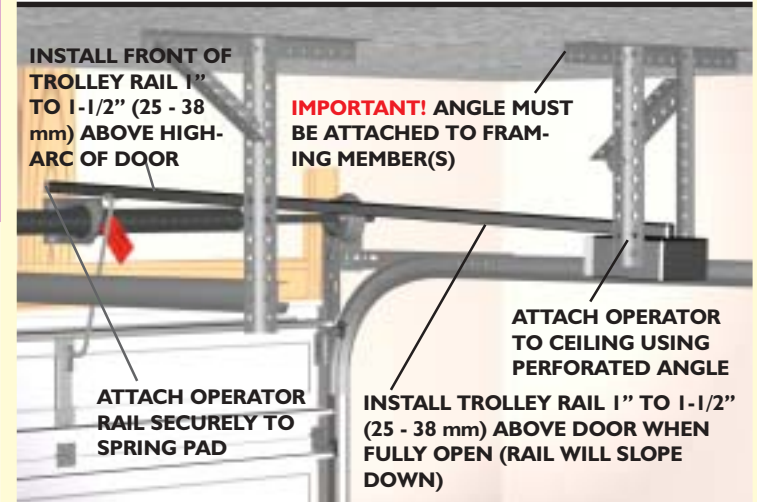 INSTALL FRONT OF
TROLLEY RAIL 1”
TO 1-1/2” (25 - 38
mm) ABOVE HIGH-
ARC OF DOOR
IMPORTANT! ANGLE MUST
BE ATTACHED TO FRAM-
ING MEMBER(S)
ATTACH OPERATOR
TO CEILING USING
PERFORATED ANGLE
ATTACH OPERATOR
RAIL SECURELY TO
SPRING PAD
INSTALL TROLLEY RAIL 1” TO 1-1/2”
(25 - 38 mm) ABOVE DOOR WHEN
FULLY OPEN (RAIL WILL SLOPE
DOWN)